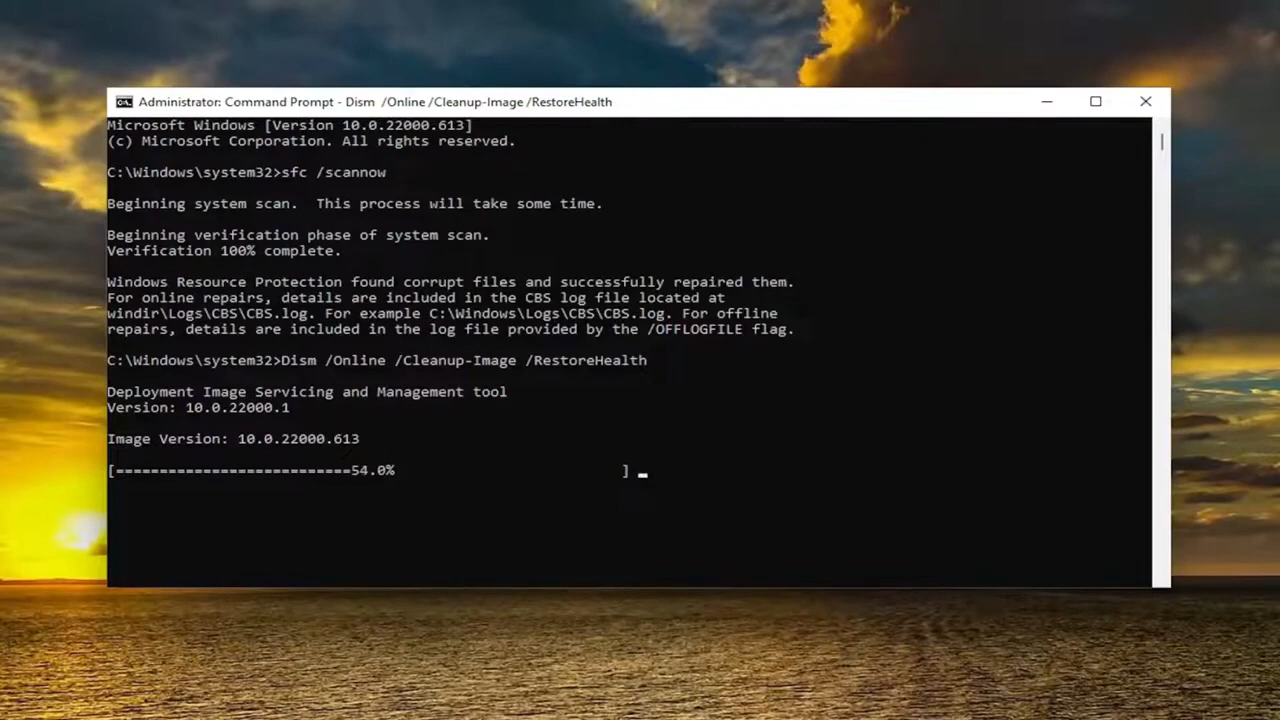 Administrator: Command Prompt - Dism  /Online /Cleanup-Image /RestoreHealth
Microsoft Windows [Version 10.0.22000.613]
(c) Microsoft Corporation. All rights reserved.
C:\Windows\system32>sfc /scannow
Beginning system scan.  This process will take some time.
Beginning verification phase of system scan.
Verification 100% complete.
Windows Resource Protection found corrupt files and successfully repaired them.
For online repairs, details are included in the CBS log file located at
windir\Logs\CBS\CBS.log. For example C:\Windows\Logs\CBS\CBS.log. For offline
repairs, details are included in the log file provided by the /OFFLOGFILE flag.
C:\Windows\system32>Dism /Online /Cleanup-Image /RestoreHealth
Deployment Image Servicing and Management tool
Version: 10.0.22000.1
Image Version: 10.0.22000.613
[===========================54.0%                          ]